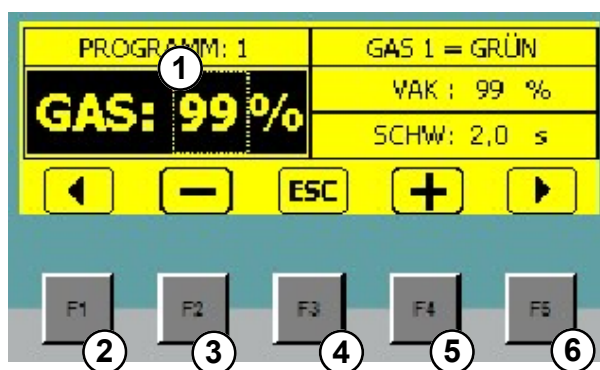 PROGRAMM: 1
GAS 1 = GRÜN
1
GAS: 99 %
VAK : 99 %
SCHW: 2,0 s
ESC
F1 F2 F3 F4 F5
2 3 4 5 6